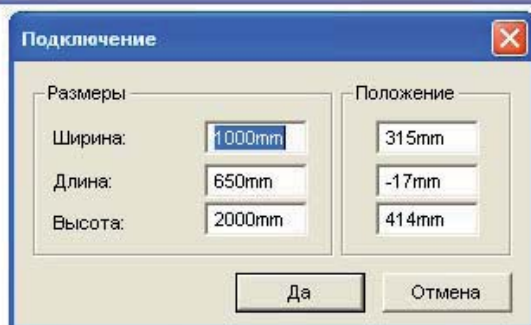 Подключение
Размеры Положение
Ширина: 1000mm 315mm
Длина: 650mm -17mm
Высота: 2000mm 414mm
Да Отмена